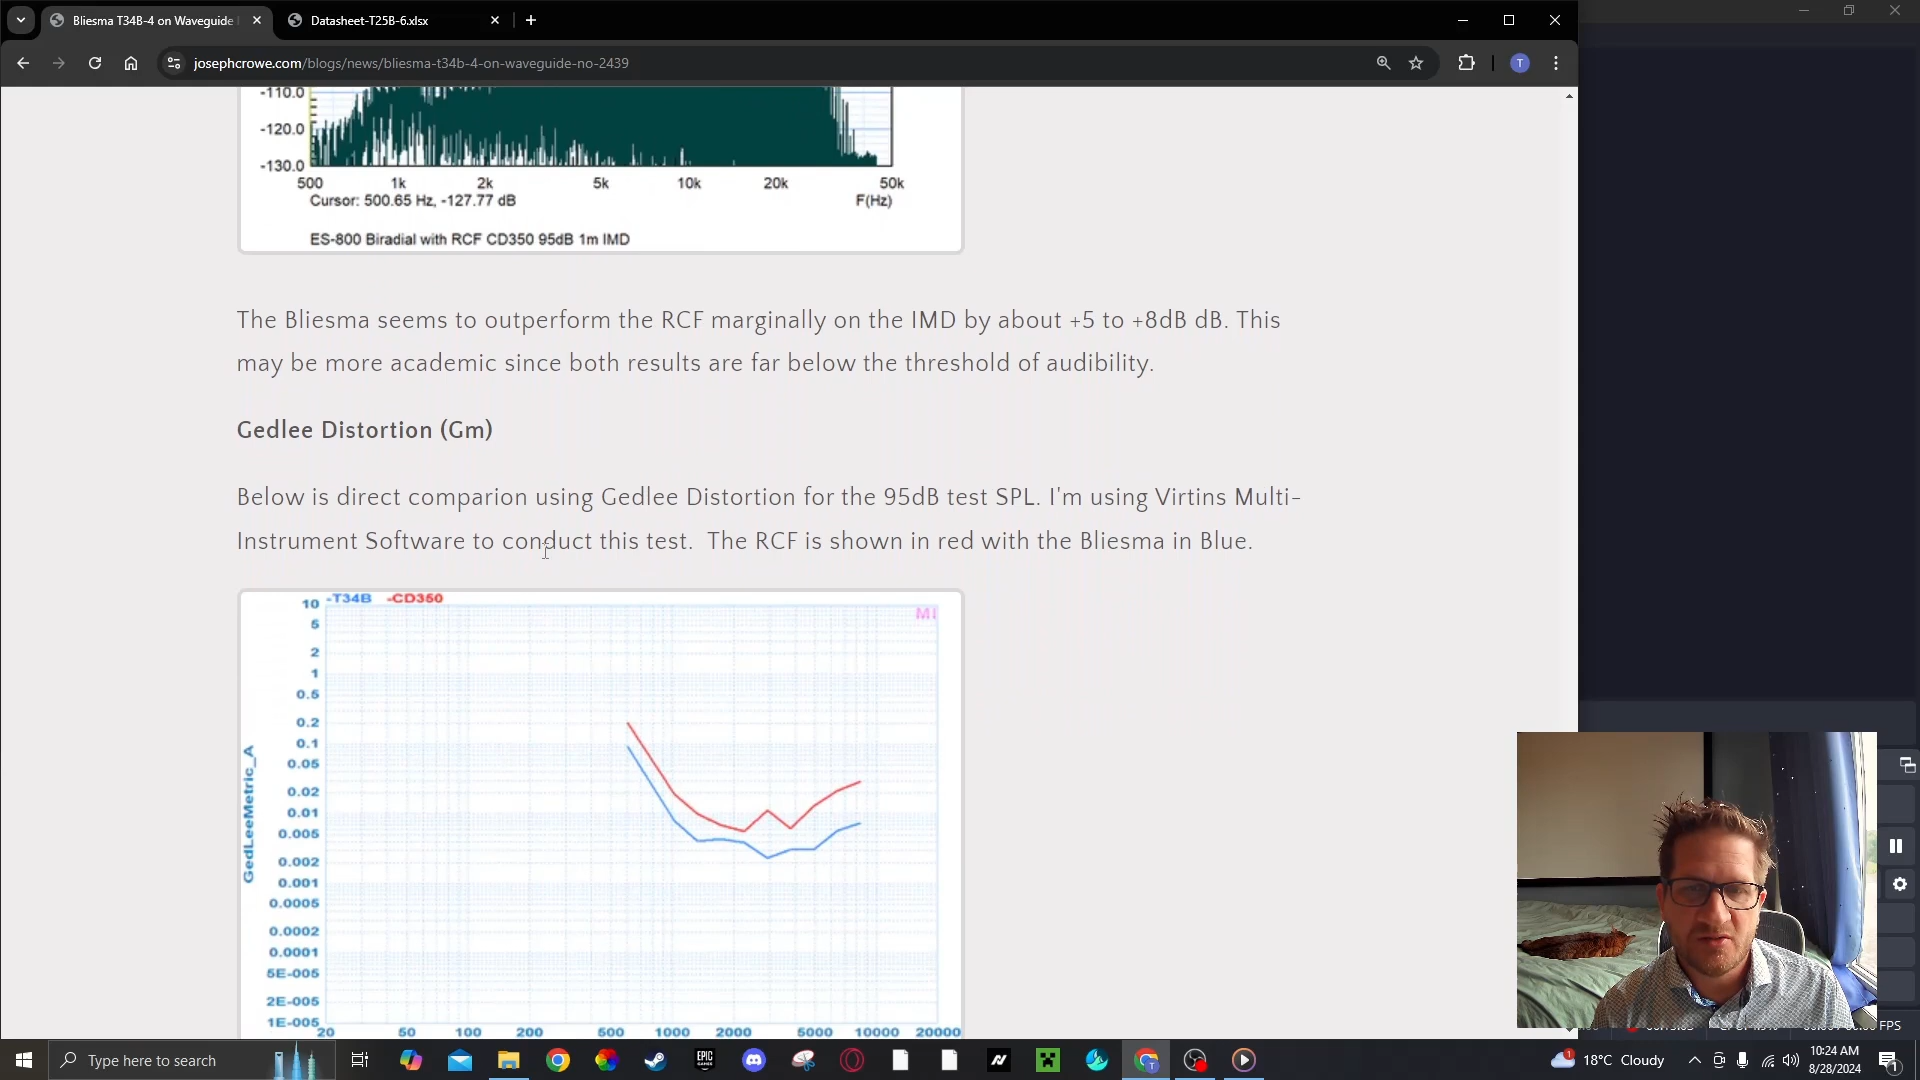 Bliesma T34B-4 on Waveguide
Datasheet-T25B-6.xlsx
josephcrowe.com/blogs/news/bliesma-t34b-4-on-waveguide-no-2439
T
-110.0
-120.0
-130.0
500 1k 2k 5k 10k 20k 50k
Cursor: 500.65 Hz, -127.77 dB F(Hz)
ES-800 Biradial with RCF CD350 95dB 1m IMD
The Bliesma seems to outperform the RCF marginally on the IMD by about +5 to +8dB dB. This
may be more academic since both results are far below the threshold of audibility.
Gedlee Distortion (Gm)
Below is direct comparion using Gedlee Distortion for the 95dB test SPL. I'm using Virtins Multi-
Instrument Software to conduct this test. The RCF is shown in red with the Bliesma in Blue.
-T34B -CD350
MI
10
5
2
1
0.5
0.2
0.1
0.05
0.02
0.01
0.005
0.002
0.001
0.0005
0.0002
0.0001
5E-005
2E-005
1E-005
GedLeeMetric_A
20 50 100 200 500 1000 2000 5000 10000 20000
FPS
Type here to search
EPIC GAMES
18°C Cloudy
10:24 AM
8/28/2024